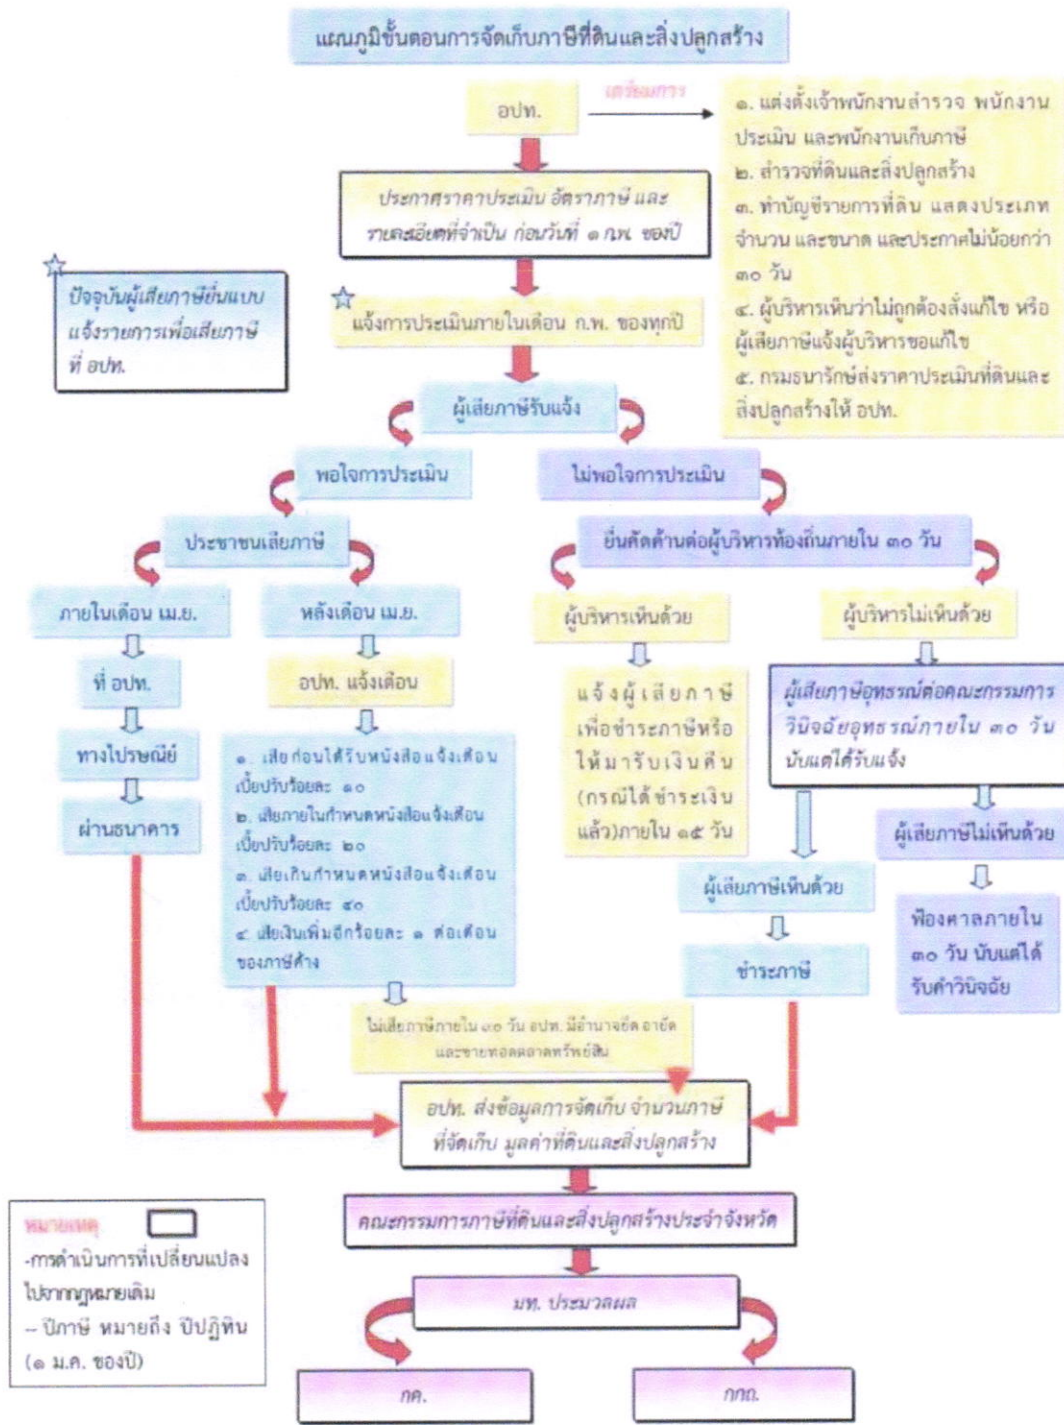 แผนภูมิขั้นตอนการจัดเก็บภาษีที่ดินและสิ่งปลูกสร้าง
อปท.
เตรียมการ
๑. แต่งตั้งเจ้าพนักงานสำรวจ พนักงาน
ประเมิน และพนักงานเก็บภาษี
๒. สำรวจที่ดินและสิ่งปลูกสร้าง
๓. ทำบัญชีรายการที่ดิน แสดงประเภท
จำนวน และขนาด และประกาศไม่น้อยกว่า
๓๐ วัน
๔. ผู้บริหารเห็นว่าไม่ถูกต้องสั่งแก้ไข หรือ
ผู้เสียภาษีแจ้งผู้บริหารขอแก้ไข
๕. กรมธนารักษ์ส่งราคาประเมินที่ดินและ
สิ่งปลูกสร้างให้ อปท.
ประกาศราคาประเมิน อัตราภาษี และ
รายละเอียดที่จำเป็น ก่อนวันที่ ๑ ก.พ. ของปี
ปัจจุบันผู้เสียภาษียื่นแบบ
แจ้งรายการเพื่อเสียภาษี
ที่ อปท.
แจ้งการประเมินภายในเดือน ก.พ. ของทุกปี
ผู้เสียภาษีรับแจ้ง
พอใจการประเมิน
ไม่พอใจการประเมิน
ประชาชนเสียภาษี
ยื่นคัดค้านต่อผู้บริหารท้องถิ่นภายใน ๓๐ วัน
ภายในเดือน เม.ย.
หลังเดือน เม.ย.
ผู้บริหารเห็นด้วย
ผู้บริหารไม่เห็นด้วย
ที่ อปท.
อปท. แจ้งเตือน
แจ้งผู้เสียภาษี
เพื่อชำระภาษีหรือ
ให้มารับเงินคืน
(กรณีได้ชำระเงิน
แล้ว)ภายใน ๑๕ วัน
ผู้เสียภาษีอุทธรณ์ต่อคณะกรรมการ
วินิจฉัยอุทธรณ์ภายใน ๓๐ วัน
นับแต่ได้รับแจ้ง
ทางไปรษณีย์
ผ่านธนาคาร
๑. เสียก่อนได้รับหนังสือแจ้งเตือน
เบี้ยปรับร้อยละ ๑๐
๒. เสียภายในกำหนดหนังสือแจ้งเตือน
เบี้ยปรับร้อยละ ๒๐
๓. เสียเกินกำหนดหนังสือแจ้งเตือน
เบี้ยปรับร้อยละ ๔๐
๔ เสียเงินเพิ่มอีกร้อยละ ๑ ต่อเดือน
ของภาษีค้าง
ผู้เสียภาษีเห็นด้วย
ผู้เสียภาษีไม่เห็นด้วย
ชำระภาษี
ฟ้องศาลภายใน
๓๐ วัน นับแต่ได้
รับคำวินิจฉัย
ไม่เสียภาษีภายใน ๓๐ วัน อปท. มีอำนาจยึด อายัด
และขายทอดตลาดทรัพย์สิน
อปท. ส่งข้อมูลการจัดเก็บ จำนวนภาษี
ที่จัดเก็บ มูลค่าที่ดินและสิ่งปลูกสร้าง
คณะกรรมการภาษีที่ดินและสิ่งปลูกสร้างประจำจังหวัด
มท. ประมวลผล
กค.
กกถ.
หมายเหตุ
-การดำเนินการที่เปลี่ยนแปลง
ไปจากกฎหมายเดิม
– ปีภาษี หมายถึง ปีปฏิทิน
(๑ ม.ค. ของปี)